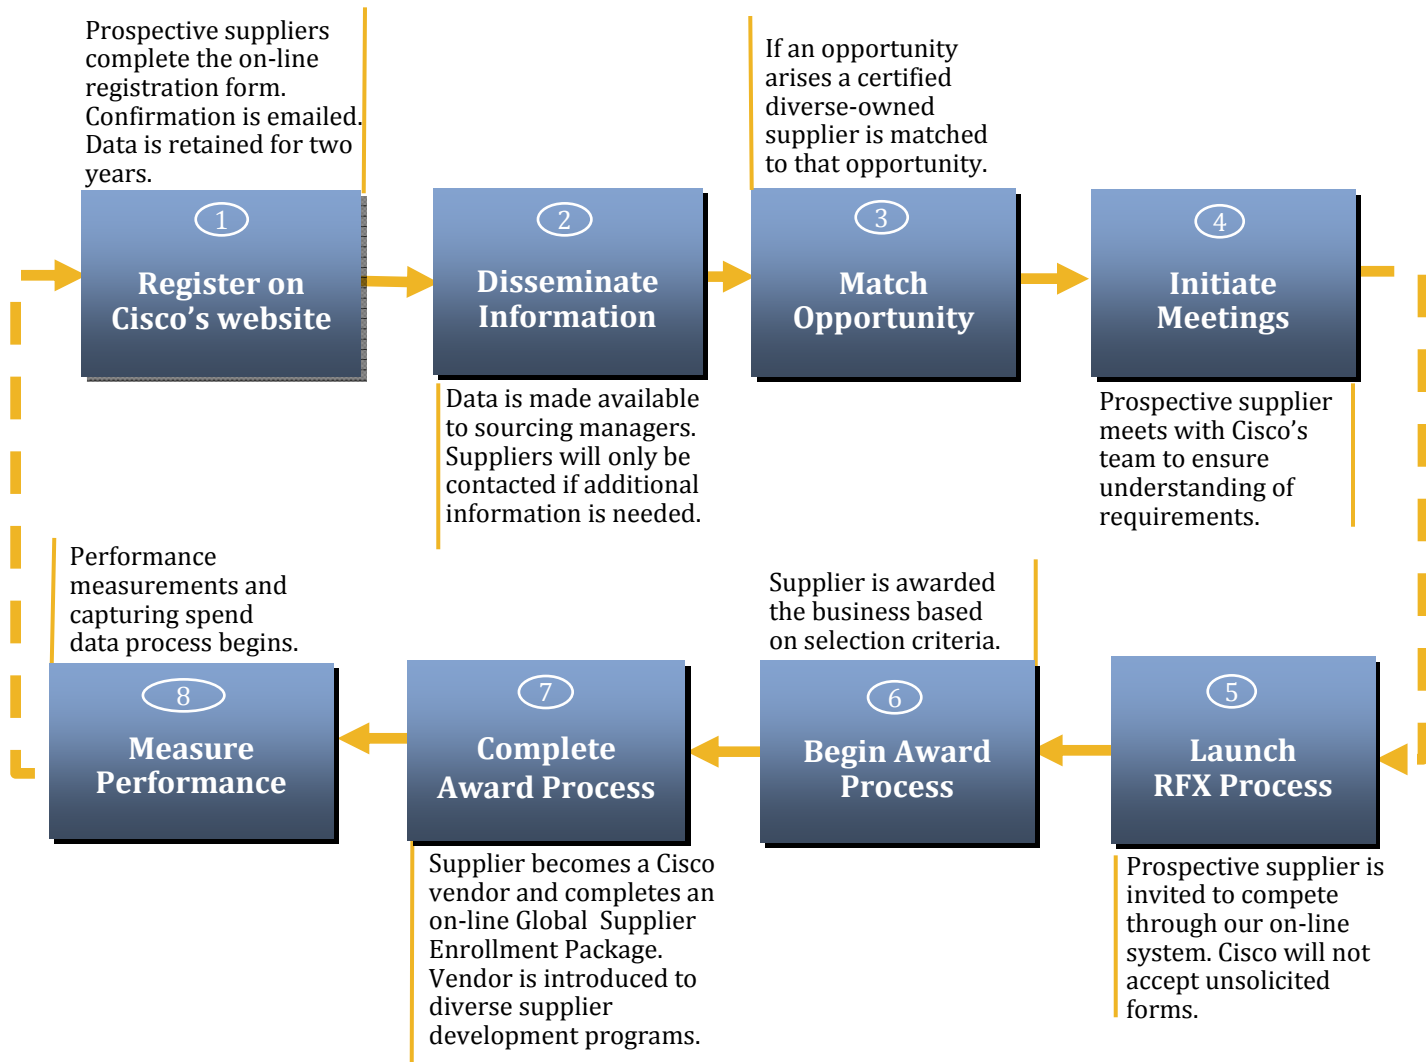 Prospective suppliers
complete the on-line
registration form.
Confirmation is emailed.
Data is retained for two
years.
1
Register on
Cisco’s website
2
Disseminate
Information
Data is made available
to sourcing managers.
Suppliers will only be
contacted if additional
information is needed.
If an opportunity
arises a certified
diverse-owned
supplier is matched
to that opportunity.
3
Match
Opportunity
4
Initiate
Meetings
Prospective supplier
meets with Cisco’s
team to ensure
understanding of
requirements.
5
Launch
RFX Process
Prospective supplier is
invited to compete
through our on-line
system. Cisco will not
accept unsolicited
forms.
Supplier is awarded
the business based
on selection criteria.
6
Begin Award
Process
7
Complete
Award Process
Supplier becomes a Cisco
vendor and completes an
on-line Global  Supplier
Enrollment Package.
Vendor is introduced to
diverse supplier
development programs.
Performance
measurements and
capturing spend
data process begins.
8
Measure
Performance